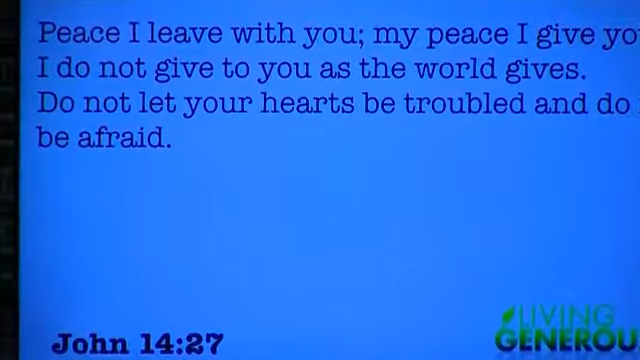 Peace I leave with you; my peace I give yo
I do not give to you as the world gives.
Do not let your hearts be troubled and do
be afraid.
John 14:27
LIVING
GENEROU